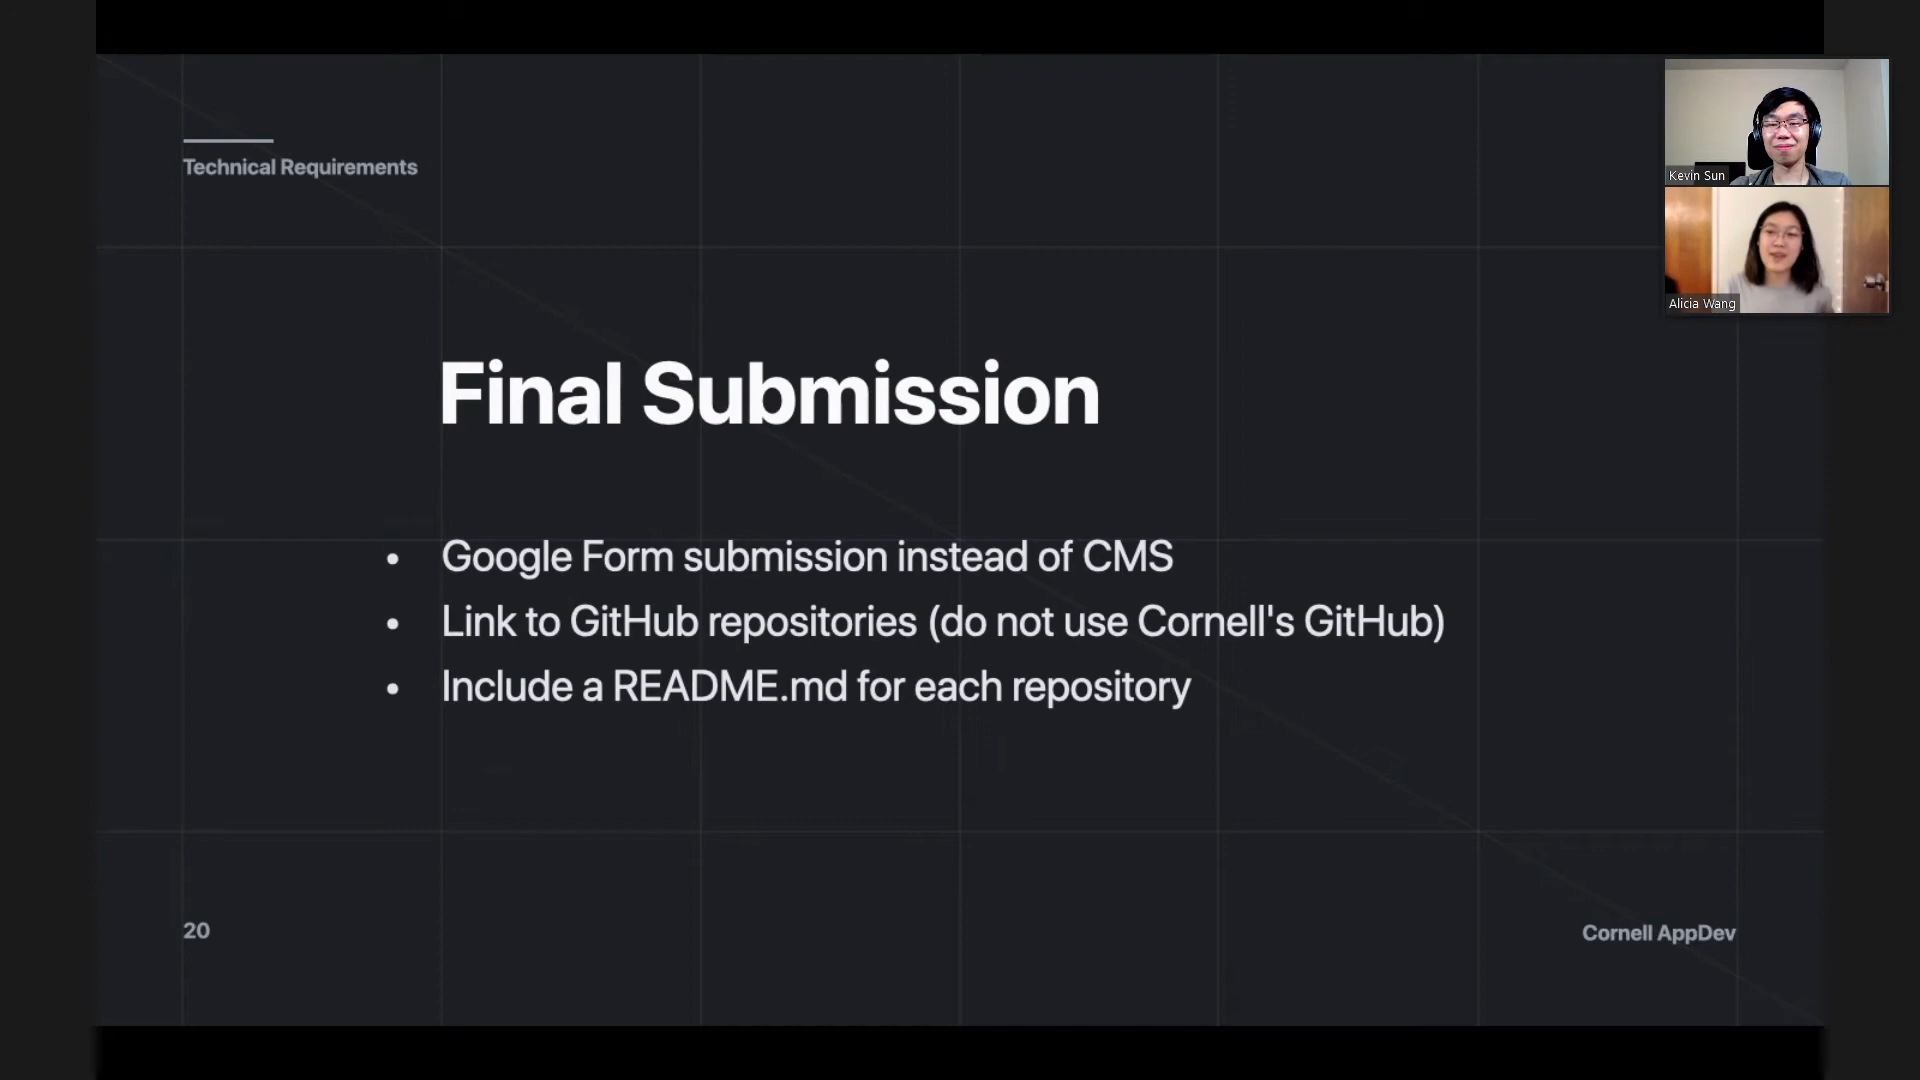 Technical Requirements
Kevin Sun
Alicia Wang
Final Submission
• Google Form submission instead of CMS
• Link to GitHub repositories (do not use Cornell's GitHub)
• Include a README.md for each repository
20
Cornell AppDev